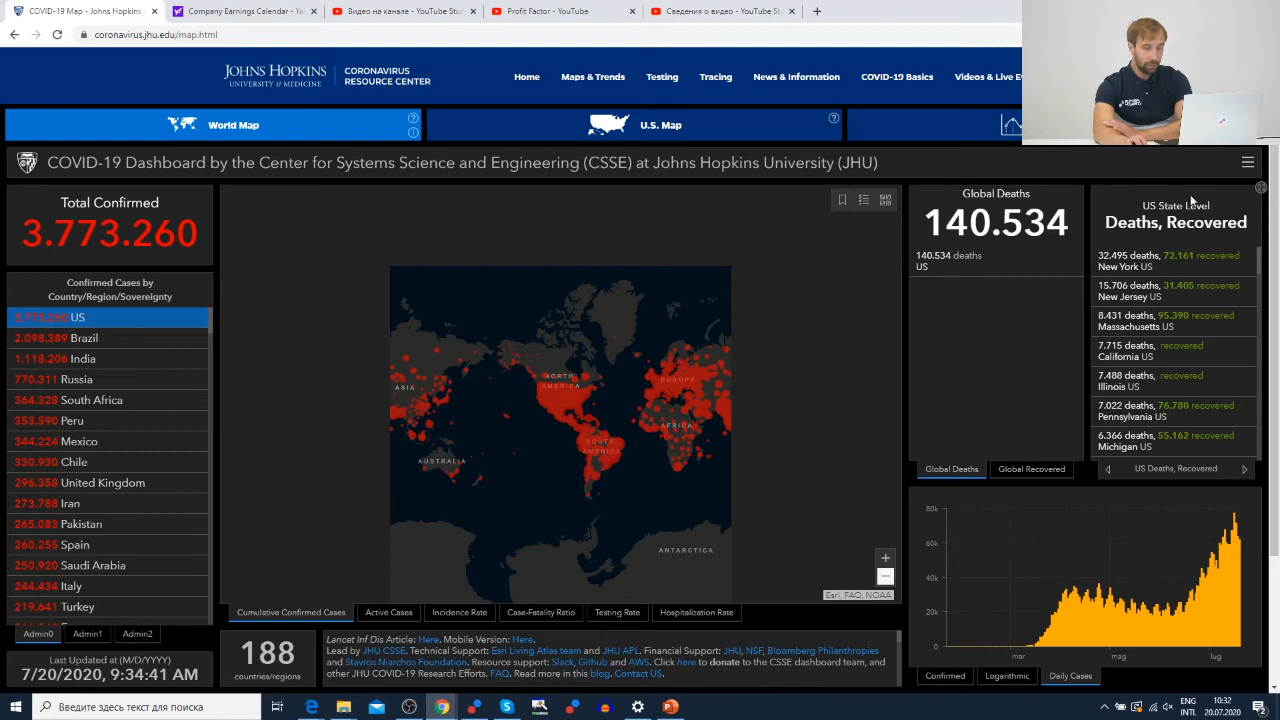 Johns Hopkins Unive
Company Earnings Calendar - Ya
Видео на канале - YouTube Stud
Profit Factor - YouTube
Сведения о видео - YouTube Stu
coronavirus.jhu.edu/map.html
JOHNS HOPKINS
UNIVERSITY & MEDICINE
CORONAVIRUS
RESOURCE CENTER
Home
Maps & Trends
Testing
Tracing
News & Information
COVID-19 Basics
Videos & Live Ev
World Map
U.S. Map
COVID-19 Dashboard by the Center for Systems Science and Engineering (CSSE) at Johns Hopkins University (JHU)
Total Confirmed
3.773.260
Confirmed Cases by
Country/Region/Sovereignty
3.773.260 US
2.098.389 Brazil
1.118.206 India
770.311 Russia
364.328 South Africa
353.590 Peru
344.224 Mexico
330.930 Chile
296.358 United Kingdom
273.788 Iran
265.083 Pakistan
260.255 Spain
250.920 Saudi Arabia
244.434 Italy
219.641 Turkey
Admin0
Admin1
Admin2
Last Updated at (M/D/YYYY)
7/20/2020, 9:34:41 AM
ASIA
NORTH
AMERICA
EUROPE
AFRICA
SOUTH
AMERICA
AUSTRALIA
ANTARCTICA
Esri, FAO, NOAA
Cumulative Confirmed Cases
Active Cases
Incidence Rate
Case-Fatality Ratio
Testing Rate
Hospitalization Rate
188
countries/regions
Lancet Inf Dis Article: Here. Mobile Version: Here.
Lead by JHU CSSE. Technical Support: Esri Living Atlas team and JHU APL. Financial Support: JHU, NSF, Bloomberg Philanthropies
and Stavros Niarchos Foundation. Resource support: Slack, Github and AWS. Click here to donate to the CSSE dashboard team, and
other JHU COVID-19 Research Efforts. FAQ. Read more in this blog. Contact US.
Global Deaths
140.534
140.534 deaths
US
Global Deaths
Global Recovered
US State Level
Deaths, Recovered
32.495 deaths, 72.161 recovered
New York US
15.706 deaths, 31.405 recovered
New Jersey US
8.431 deaths, 95.390 recovered
Massachusetts US
7.715 deaths, recovered
California US
7.488 deaths, recovered
Illinois US
7.022 deaths, 76.780 recovered
Pennsylvania US
6.366 deaths, 55.162 recovered
Michigan US
US Deaths, Recovered
80k
60k
40k
20k
0
mar
mag
lug
Confirmed
Logarithmic
Daily Cases
Введите здесь текст для поиска
ENG
INTL
10:32
20.07.2020
2